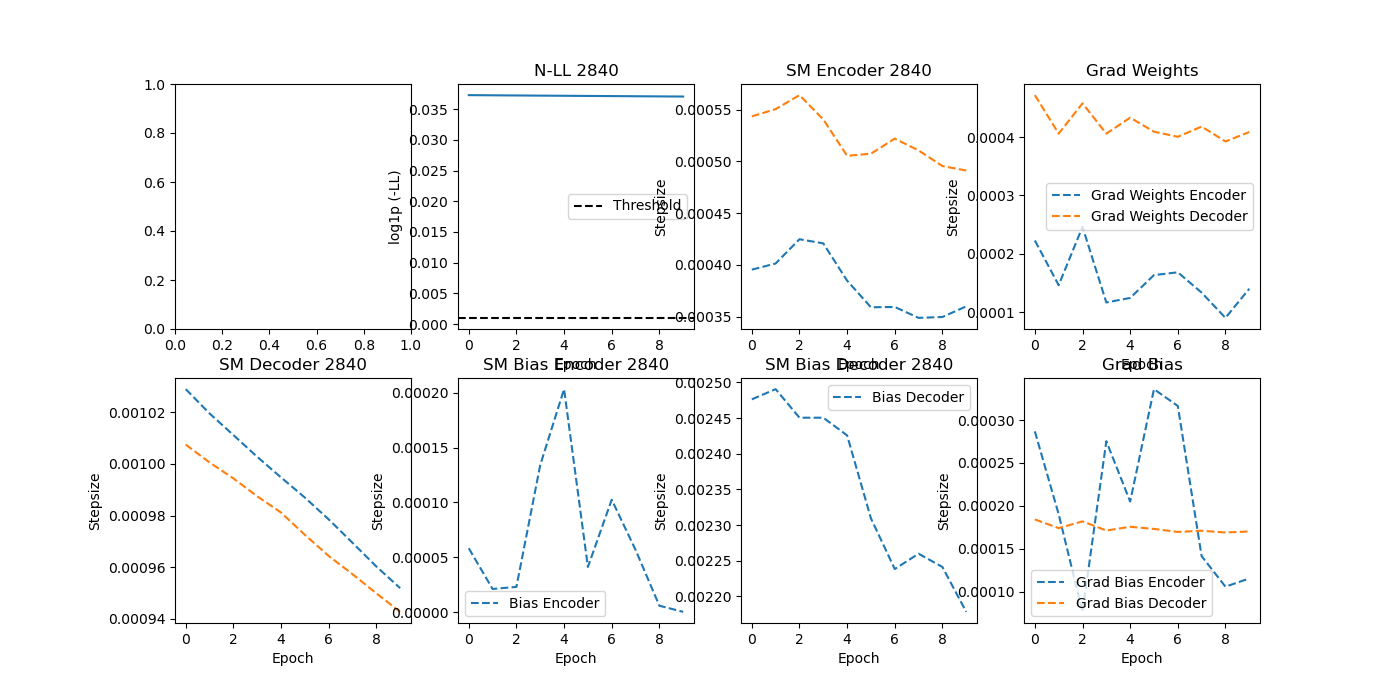 1.0
0.8
0.6
0.4
0.2
0.0
0.0 0.2 0.4 0.6 0.8 1.0
N-LL 2840
log1p (-LL)
0.035
0.030
0.025
0.020
0.015
0.010
0.005
0.000
Threshold
0 2 4 6 8
Epoch
SM Encoder 2840
Stepsize
0.00055
0.00050
0.00045
0.00040
0.00035
0 2 4 6 8
Epoch
Grad Weights
Stepsize
0.0004
0.0003
0.0002
0.0001
Grad Weights Encoder
Grad Weights Decoder
0 2 4 6 8
Epoch
SM Decoder 2840
Stepsize
0.00102
0.00100
0.00098
0.00096
0.00094
0 2 4 6 8
Epoch
SM Bias Encoder 2840
Stepsize
0.00020
0.00015
0.00010
0.00005
0.00000
Bias Encoder
0 2 4 6 8
Epoch
SM Bias Decoder 2840
Stepsize
0.00250
0.00245
0.00240
0.00235
0.00230
0.00225
0.00220
Bias Decoder
0 2 4 6 8
Epoch
Grad Bias
Stepsize
0.00030
0.00025
0.00020
0.00015
0.00010
Grad Bias Encoder
Grad Bias Decoder
0 2 4 6 8
Epoch